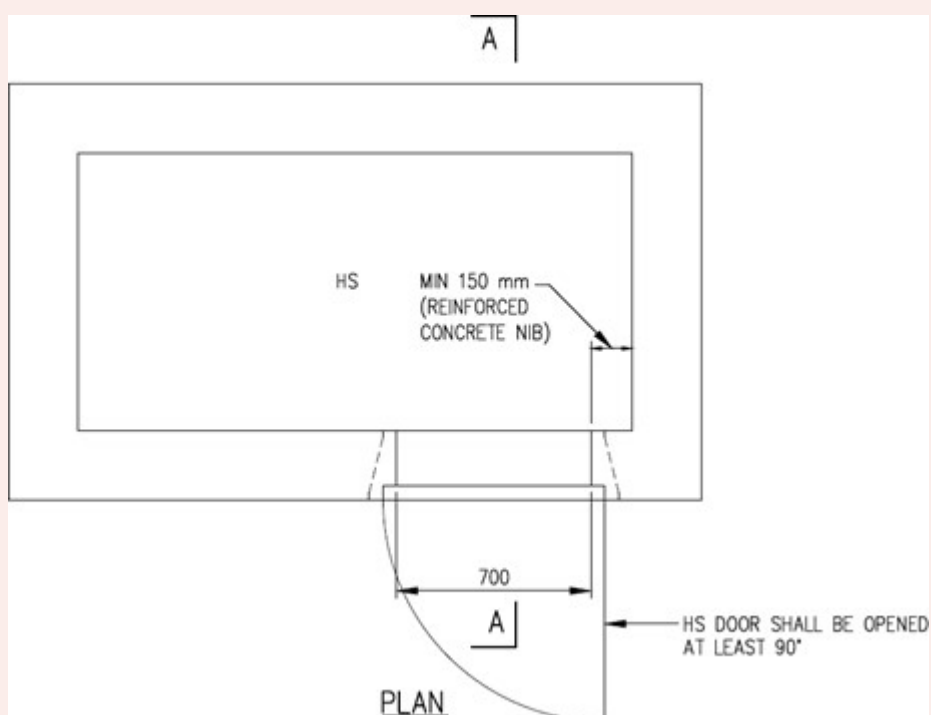 A
HS
MIN 150 mm
(REINFORCED
CONCRETE NIB)
700
A
HS DOOR SHALL BE OPENED
AT LEAST 90°
PLAN